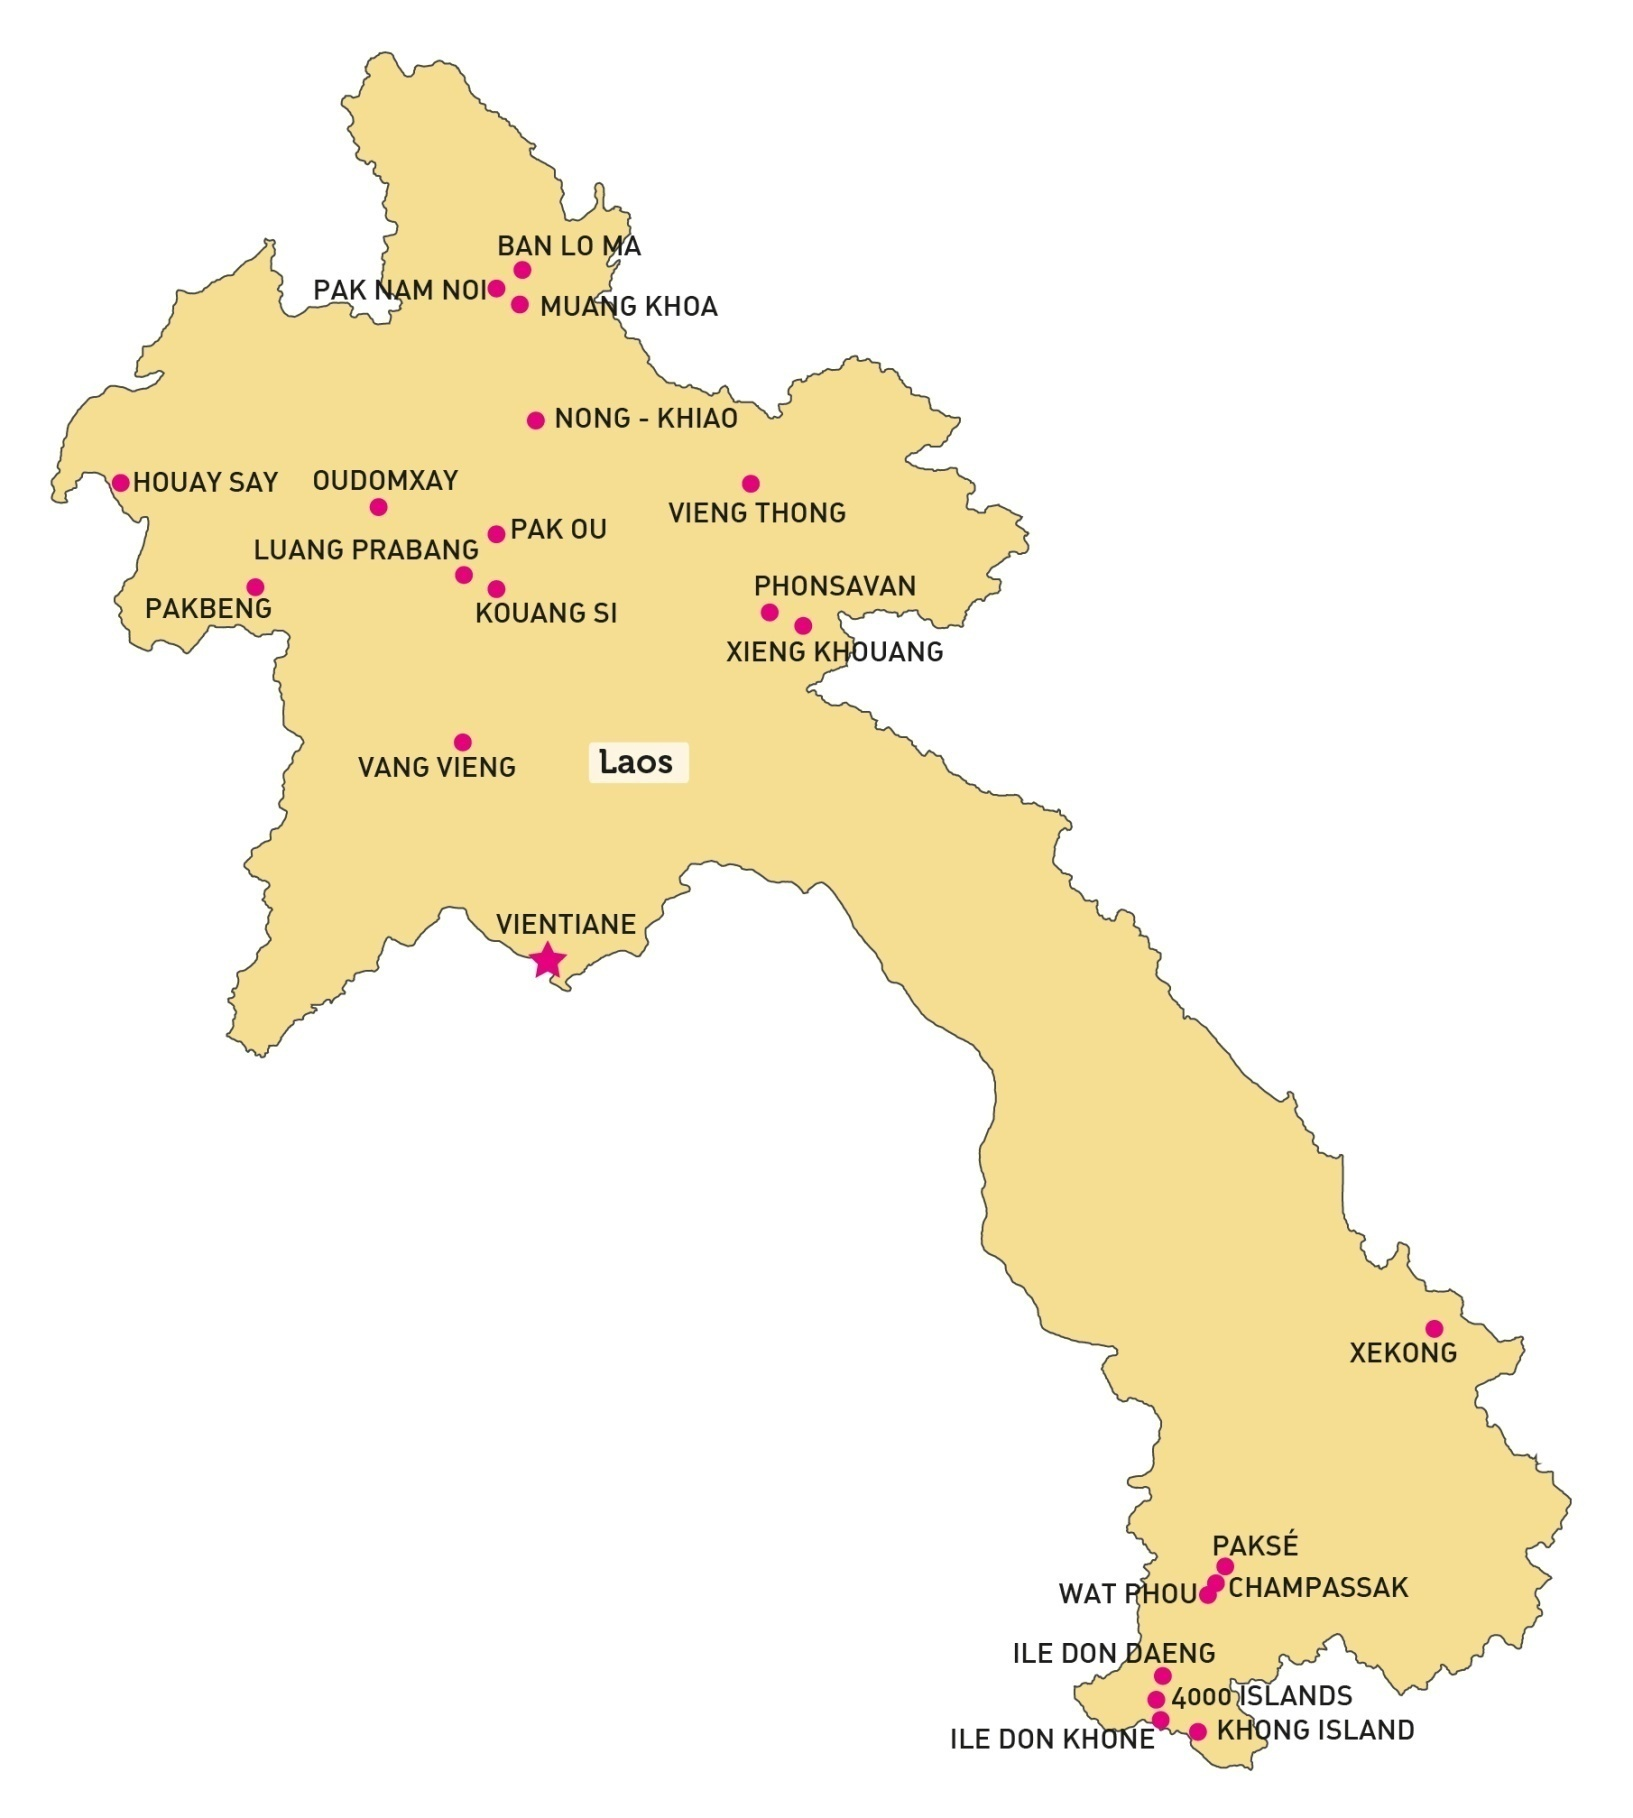 BAN LO MA
PAK NAM NOI
MUANG KHOA
NONG - KHIAO
HOUAY SAY
OUDOMXAY
VIENG THONG
PAK OU
LUANG PRABANG
PHONSAVAN
PAKBENG
KOUANG SI
XIENG KHOUANG
VANG VIENG
Laos
VIENTIANE
XEKONG
PAKSÉ
CHAMPASSAK
WAT PHOU
ILE DON DAENG
4000 ISLANDS
KHONG ISLAND
ILE DON KHONE